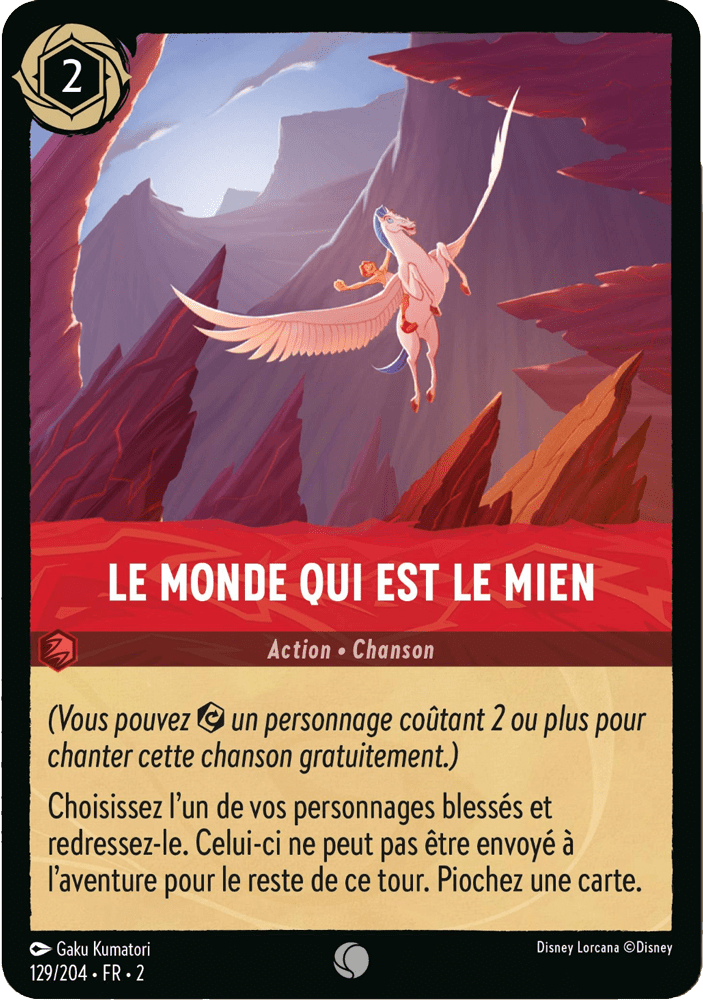 2
LE MONDE QUI EST LE MIEN
Action • Chanson
(Vous pouvez un personnage coûtant 2 ou plus pour
chanter cette chanson gratuitement.)
Choisissez l’un de vos personnages blessés et
redressez-le. Celui-ci ne peut pas être envoyé à
l’aventure pour le reste de ce tour. Piochez une carte.
Gaku Kumatori
Disney Lorcana ©Disney
129/204 • FR • 2